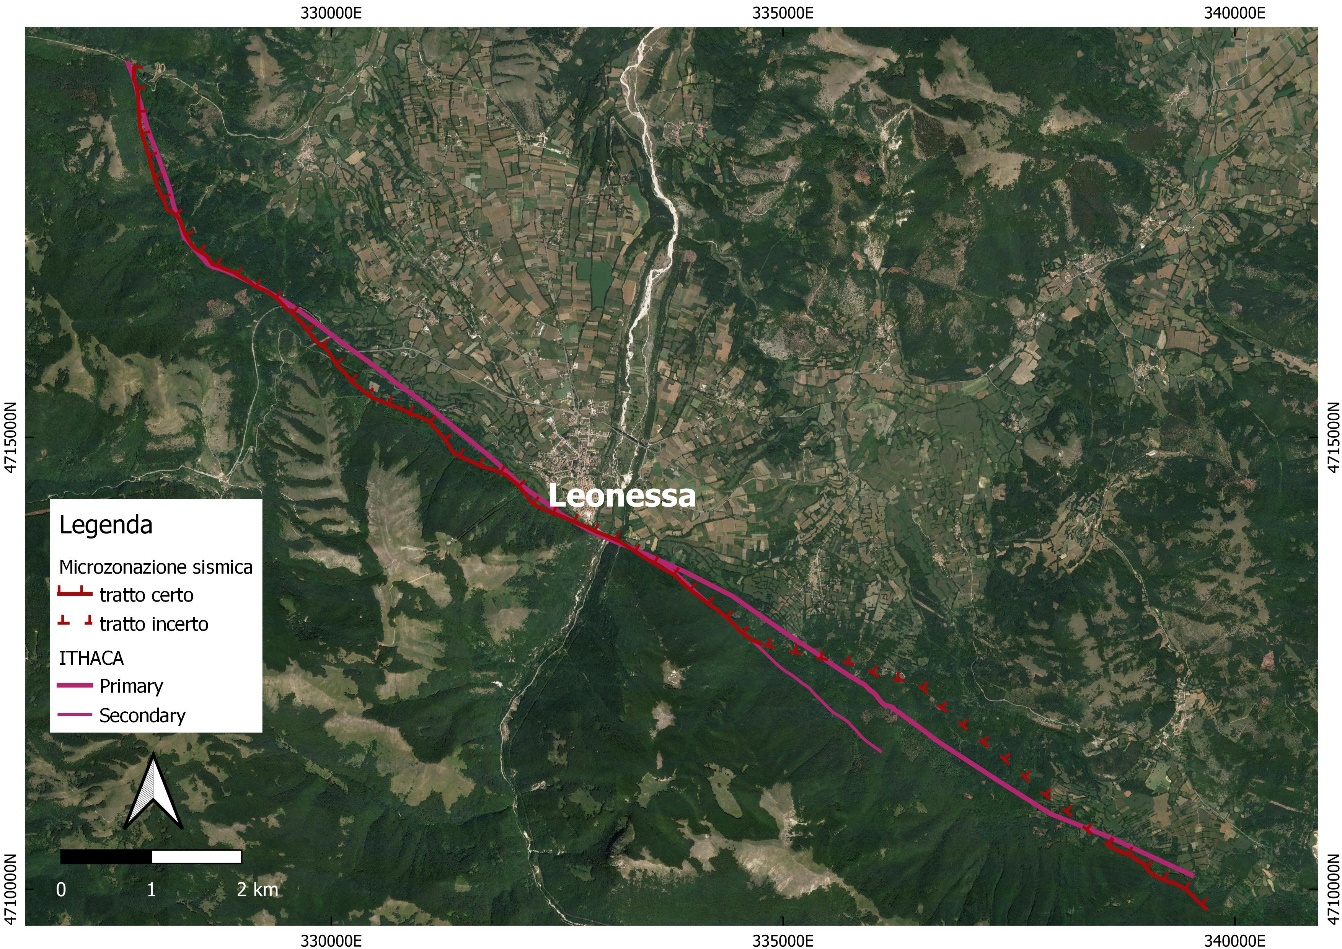 330000E 335000E 340000E
4715000N 4715000N
Leonessa
Legenda
Microzonazione sismica
tratto certo
tratto incerto
ITHACA
Primary
Secondary
0 1 2 km
4710000N 4710000N
330000E 335000E 340000E